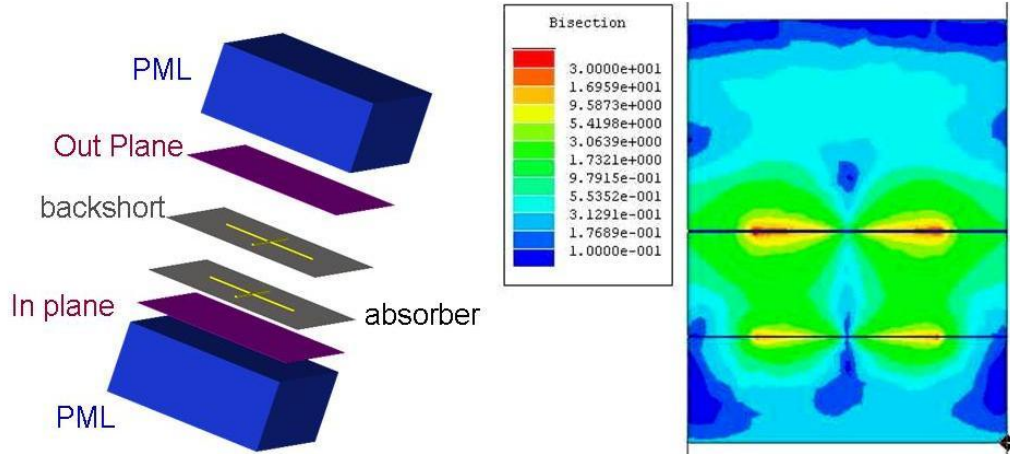 PML
Out Plane
backshort
In plane
absorber
PML
Bisection
3.0000e+001
1.6959e+001
9.5873e+000
5.4198e+000
3.0639e+000
1.7321e+000
9.7915e-001
5.5352e-001
3.1291e-001
1.7689e-001
1.0000e-001